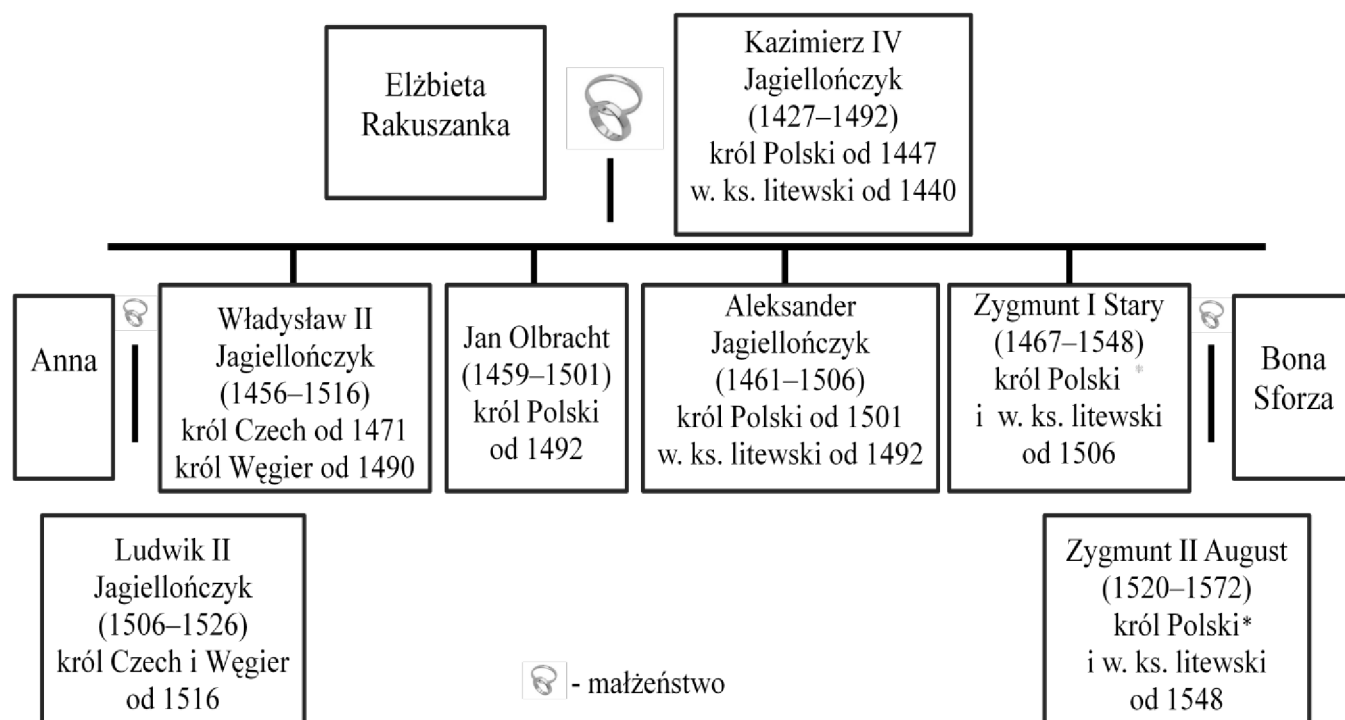 Elżbieta
Rakuszanka
Kazimierz IV
Jagiellończyk
(1427–1492)
król Polski od 1447
w. ks. litewski od 1440
Anna
Władysław II
Jagiellończyk
(1456–1516)
król Czech od 1471
król Węgier od 1490
Jan Olbracht
(1459–1501)
król Polski
od 1492
Aleksander
Jagiellończyk
(1461–1506)
król Polski od 1501
w. ks. litewski od 1492
Zygmunt I Stary
(1467–1548)
król Polski *
i w. ks. litewski
od 1506
Bona
Sforza
Ludwik II
Jagiellończyk
(1506–1526)
król Czech i Węgier
od 1516
- małżeństwo
Zygmunt II August
(1520–1572)
król Polski*
i w. ks. litewski
od 1548